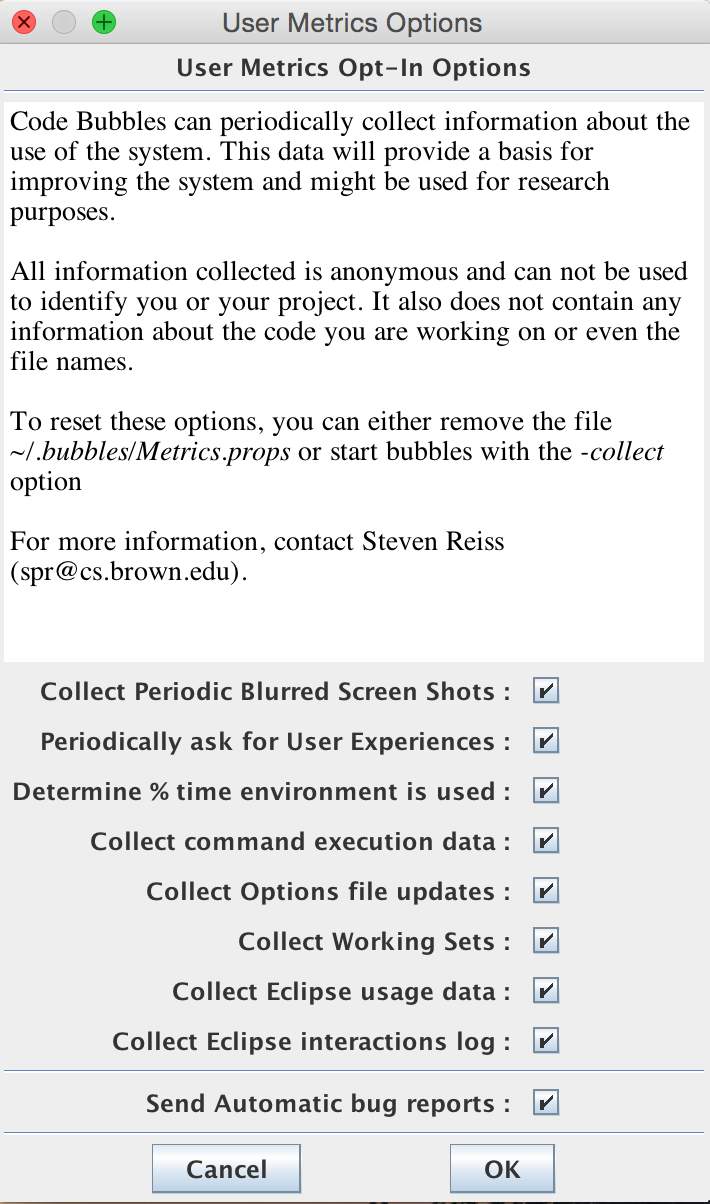 User Metrics Options
User Metrics Opt-In Options
Code Bubbles can periodically collect information about the
use of the system. This data will provide a basis for
improving the system and might be used for research
purposes.
All information collected is anonymous and can not be used
to identify you or your project. It also does not contain any
information about the code you are working on or even the
file names.
To reset these options, you can either remove the file
~/.bubbles/Metrics.props or start bubbles with the -collect
option
For more information, contact Steven Reiss
(spr@cs.brown.edu).
Collect Periodic Blurred Screen Shots :
Periodically ask for User Experiences :
Determine % time environment is used :
Collect command execution data :
Collect Options file updates :
Collect Working Sets :
Collect Eclipse usage data :
Collect Eclipse interactions log :
Send Automatic bug reports :
Cancel OK